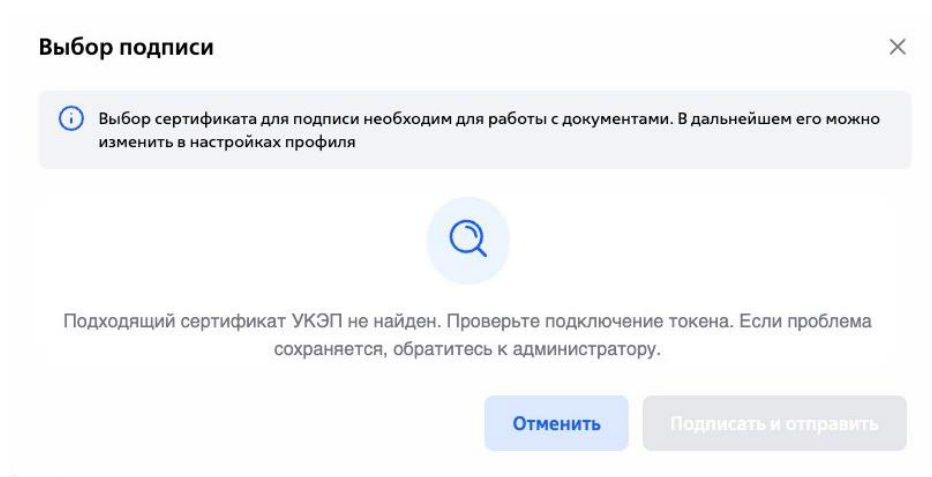 Выбор подписи
Выбор сертификата для подписи необходим для работы с документами. В дальнейшем его можно
изменить в настройках профиля
Подходящий сертификат УКЭП не найден. Проверьте подключение токена. Если проблема
сохраняется, обратитесь к администратору.
Отменить
Подписать и отправить